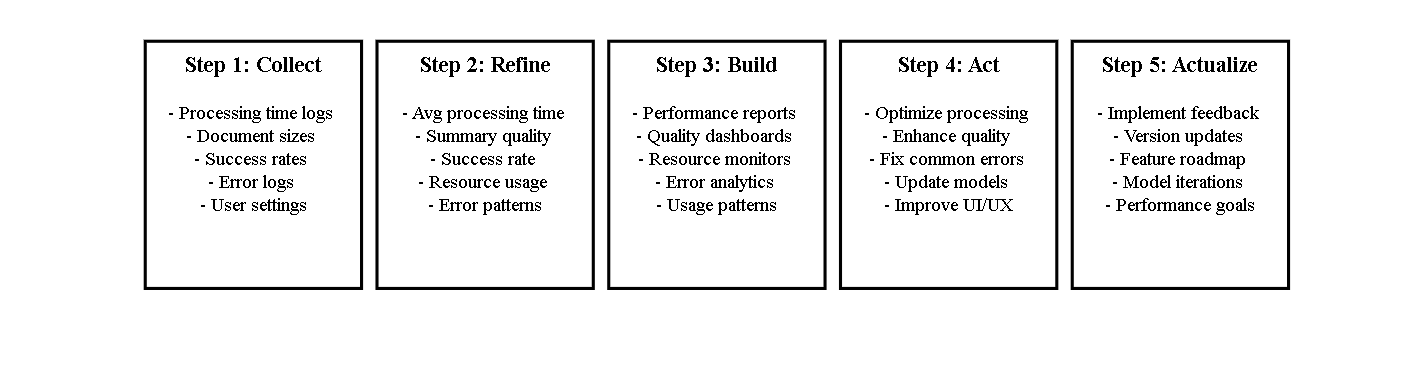 Step 1: Collect
- Processing time logs
- Document sizes
- Success rates
- Error logs
- User settings
Step 2: Refine
- Avg processing time
- Summary quality
- Success rate
- Resource usage
- Error patterns
Step 3: Build
- Performance reports
- Quality dashboards
- Resource monitors
- Error analytics
- Usage patterns
Step 4: Act
- Optimize processing
- Enhance quality
- Fix common errors
- Update models
- Improve UI/UX
Step 5: Actualize
- Implement feedback
- Version updates
- Feature roadmap
- Model iterations
- Performance goals